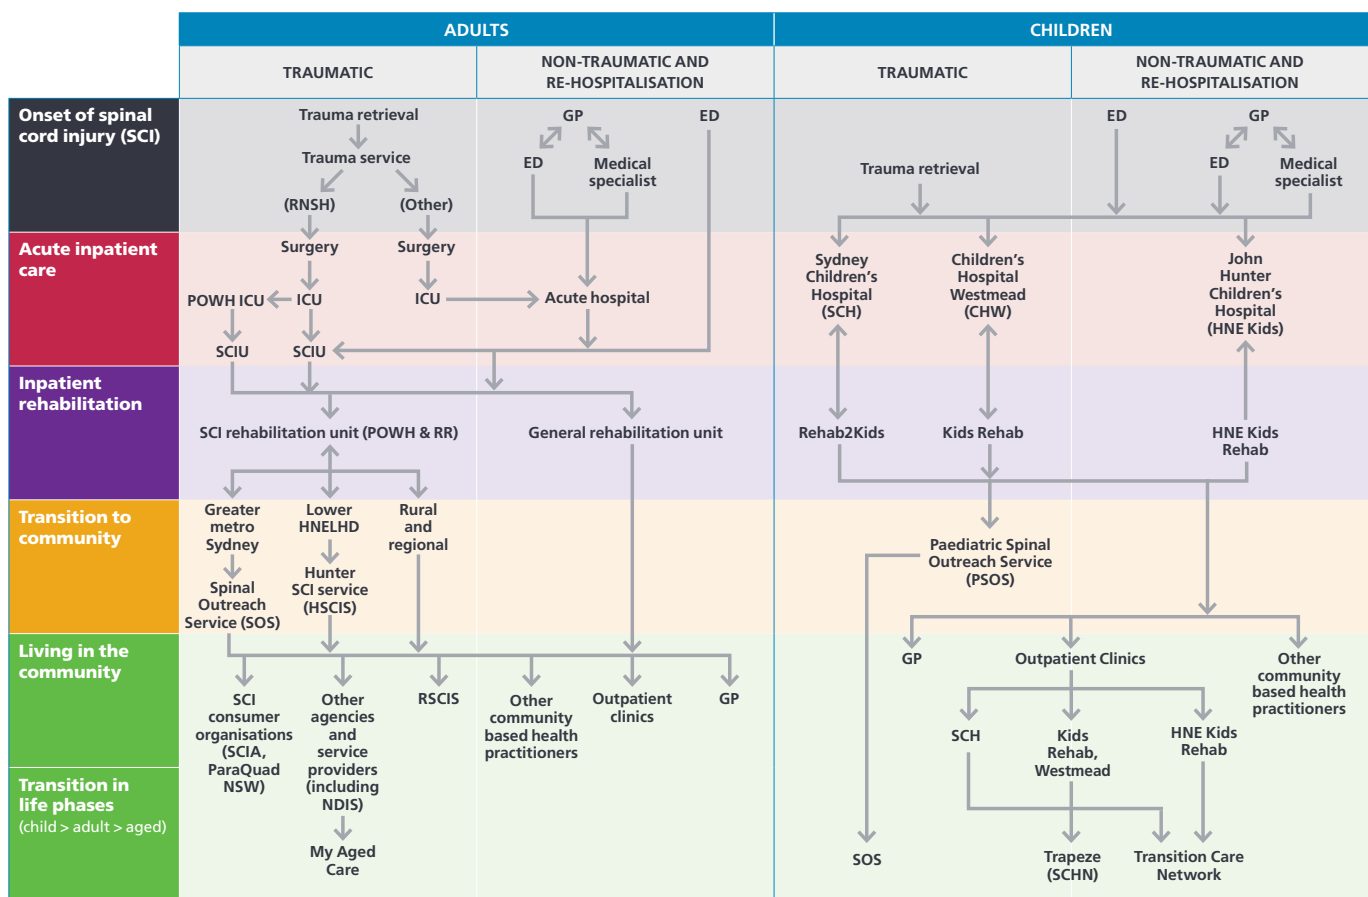 ADULTS
CHILDREN
TRAUMATIC
NON-TRAUMATIC AND
RE-HOSPITALISATION
TRAUMATIC
NON-TRAUMATIC AND
RE-HOSPITALISATION
Onset of spinal
cord injury (SCI)
Trauma retrieval
Trauma service
(RNSH)
(Other)
GP
ED
ED
Medical
specialist
Trauma retrieval
ED
GP
ED
Medical
specialist
Acute inpatient
care
Surgery
Surgery
POWH ICU
ICU
ICU
Acute hospital
SCIU
SCIU
Sydney
Children's
Hospital
(SCH)
Children's
Hospital
Westmead
(CHW)
John
Hunter
Children's
Hospital
(HNE Kids)
Inpatient
rehabilitation
SCI rehabilitation unit (POWH & RR)
General rehabilitation unit
Rehab2Kids
Kids Rehab
HNE Kids
Rehab
Transition to
community
Greater
metro
Sydney
Lower
HNELHD
Rural
and
regional
Spinal
Outreach
Service (SOS)
Hunter
SCI service
(HSCIS)
Paediatric Spinal
Outreach Service
(PSOS)
Living in the
community
SCI
consumer
organisations
(SCIA,
ParaQuad
NSW)
Other
agencies
and
service
providers
(including
NDIS)
RSCIS
Other
community
based health
practitioners
Outpatient
clinics
GP
GP
Outpatient Clinics
Other
community
based health
practitioners
SCH
Kids
Rehab,
Westmead
HNE Kids
Rehab
Transition in
life phases
(child > adult > aged)
My Aged
Care
SOS
Trapeze
(SCHN)
Transition Care
Network